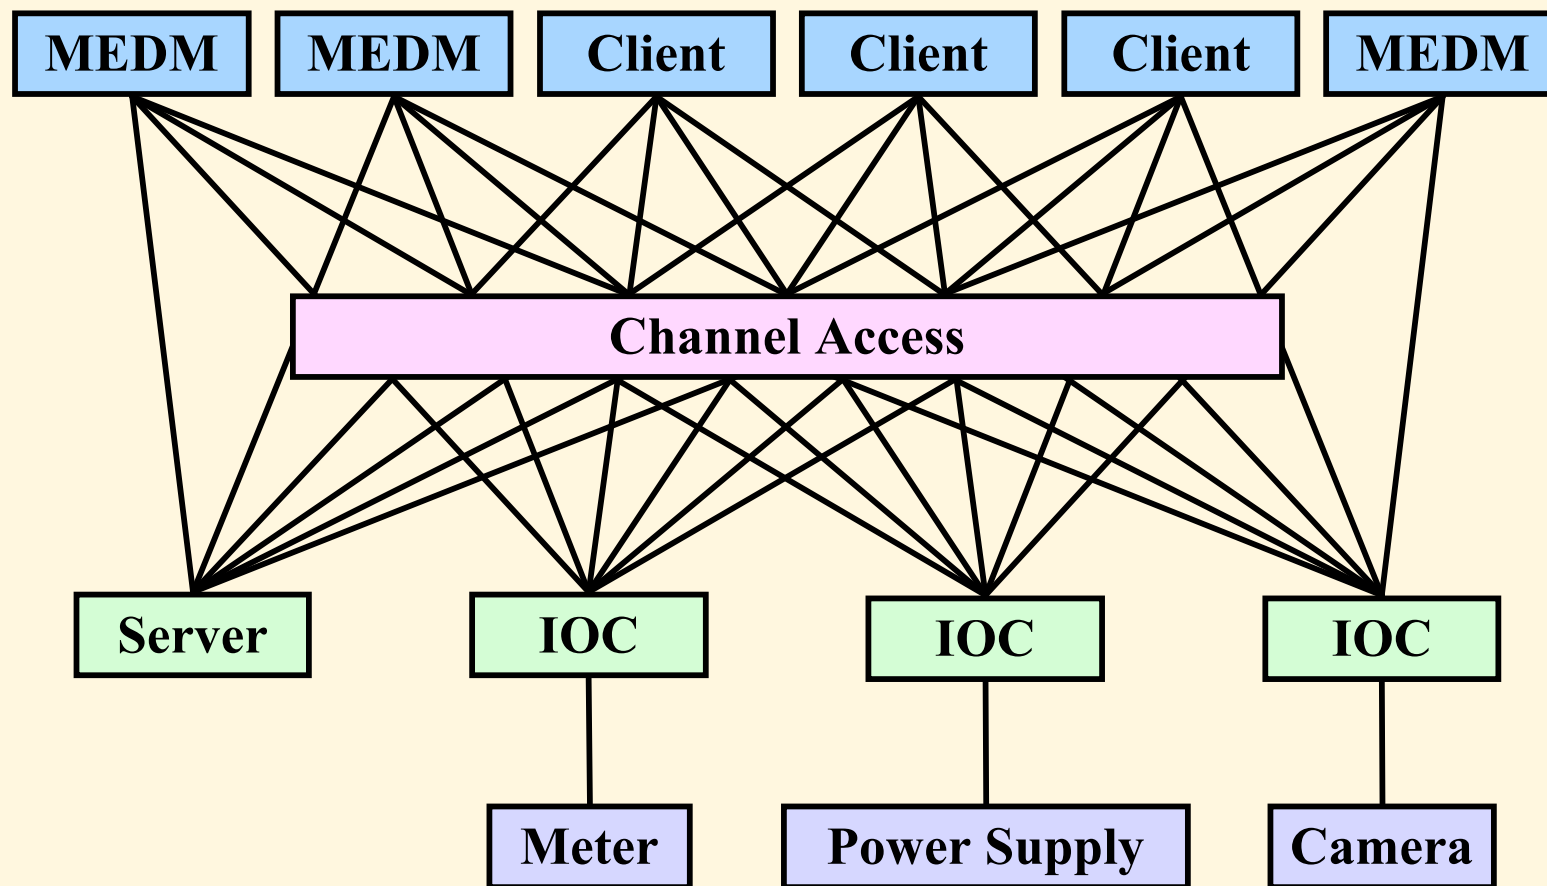 MEDM
MEDM
Client
Client
Client
MEDM
Channel Access
Server
IOC
IOC
IOC
Meter
Power Supply
Camera